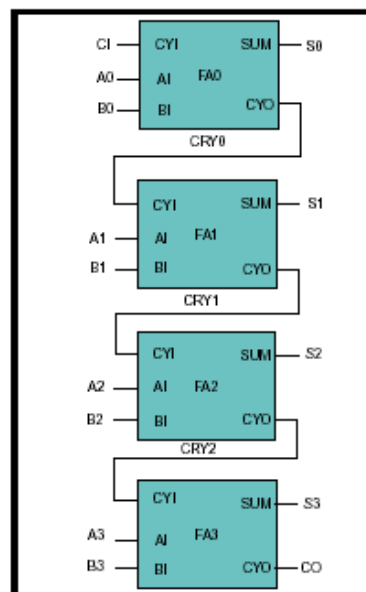 CI CYI SUM S0
A0 AI FA0
B0 BI CYO
CRY0
CYI SUM S1
A1 AI FA1
B1 BI CYO
CRY1
CYI SUM S2
A2 AI FA2
B2 BI CYO
CRY2
CYI SUM S3
A3 AI FA3
B3 BI CYO CO